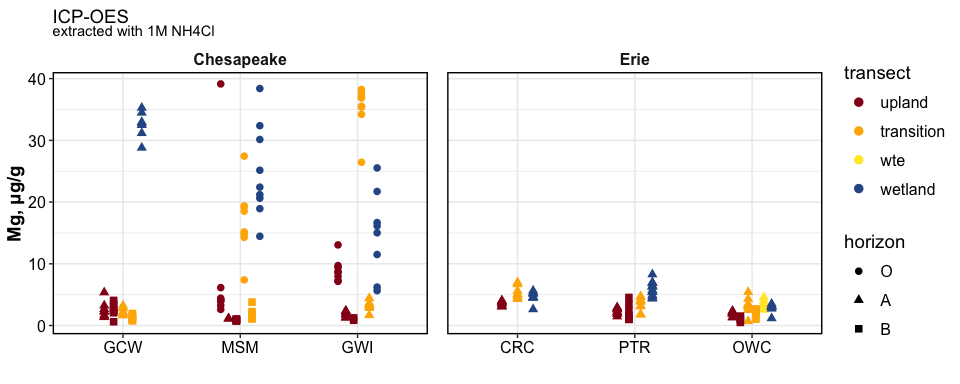 ICP-OES
extracted with 1M NH4Cl
Chesapeake
Erie
Mg, μg/g
40
30
20
10
0
GCW
MSM
GWI
CRC
PTR
OWC
transect
upland
transition
wte
wetland
horizon
O
A
B